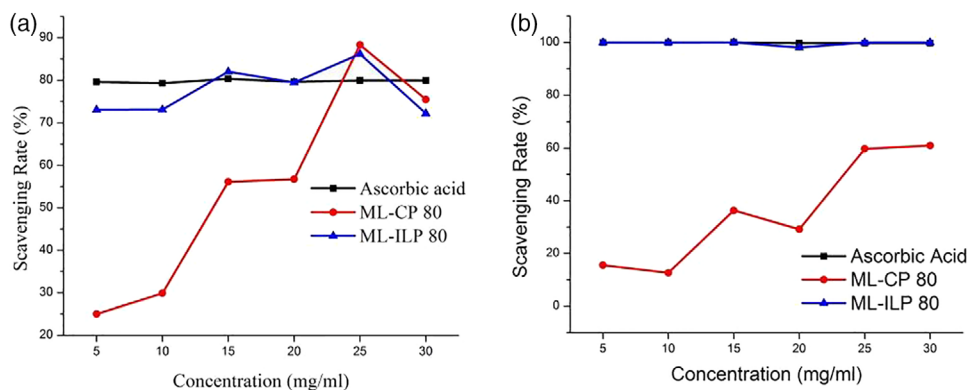 (a)
90
80
70
60
50
40
30
20
Scavenging Rate (%)
Ascorbic acid
ML-CP 80
ML-ILP 80
5 10 15 20 25 30
Concentration (mg/ml)
(b)
100
80
60
40
20
0
Scavenging Rate (%)
Ascorbic Acid
ML-CP 80
ML-ILP 80
5 10 15 20 25 30
Concentration (mg/ml)